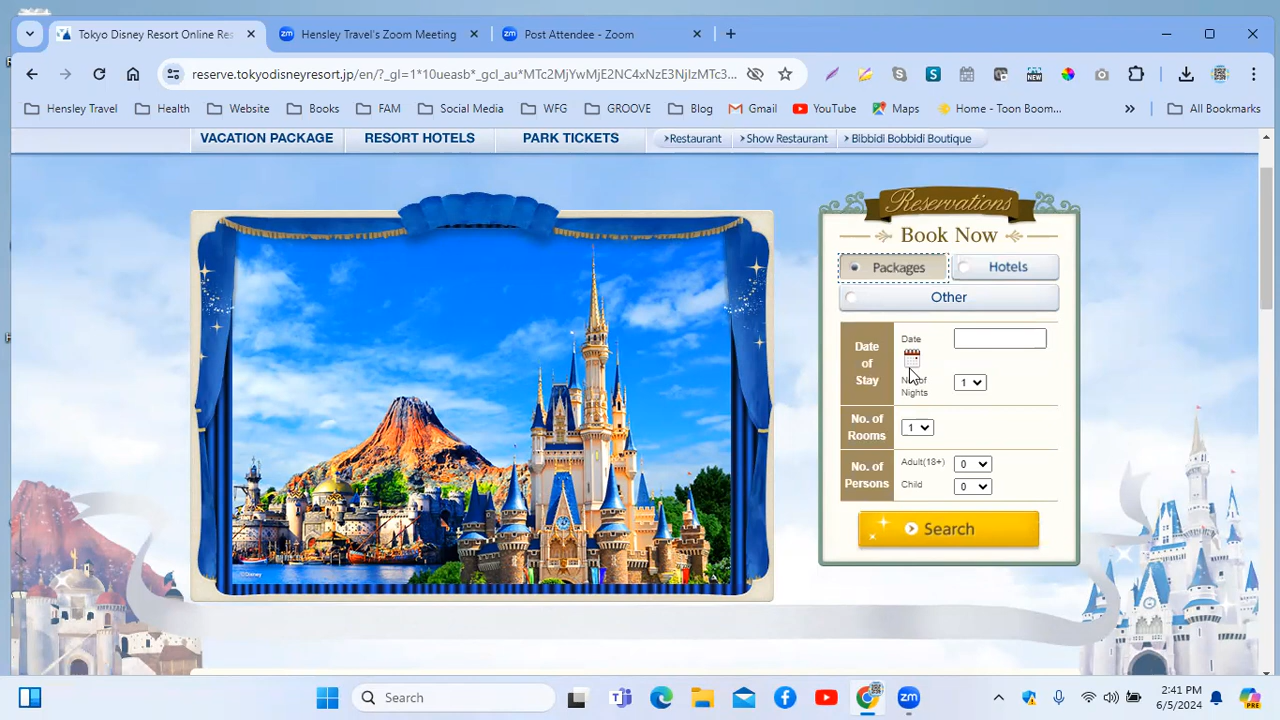 Tokyo Disney Resort Online Res
Hensley Travel's Zoom Meeting
Post Attendee - Zoom
reserve.tokyodisneyresort.jp/en/?_gl=1*10ueasb*_gcl_au*MTc2MjYwMjE2NC4xNzE3NjIzMTc3...
Hensley Travel
Health
Website
Books
FAM
Social Media
WFG
GROOVE
Blog
Gmail
YouTube
Maps
Home - Toon Boom...
All Bookmarks
VACATION PACKAGE
RESORT HOTELS
PARK TICKETS
Restaurant
Show Restaurant
Bibbidi Bobbidi Boutique
Reservations
Book Now
Packages
Hotels
Other
Date of Stay
Date
No. of Nights
1
No. of Rooms
1
No. of Persons
Adult(18+)
0
Child
0
Search
©Disney
Search
2:41 PM
6/5/2024